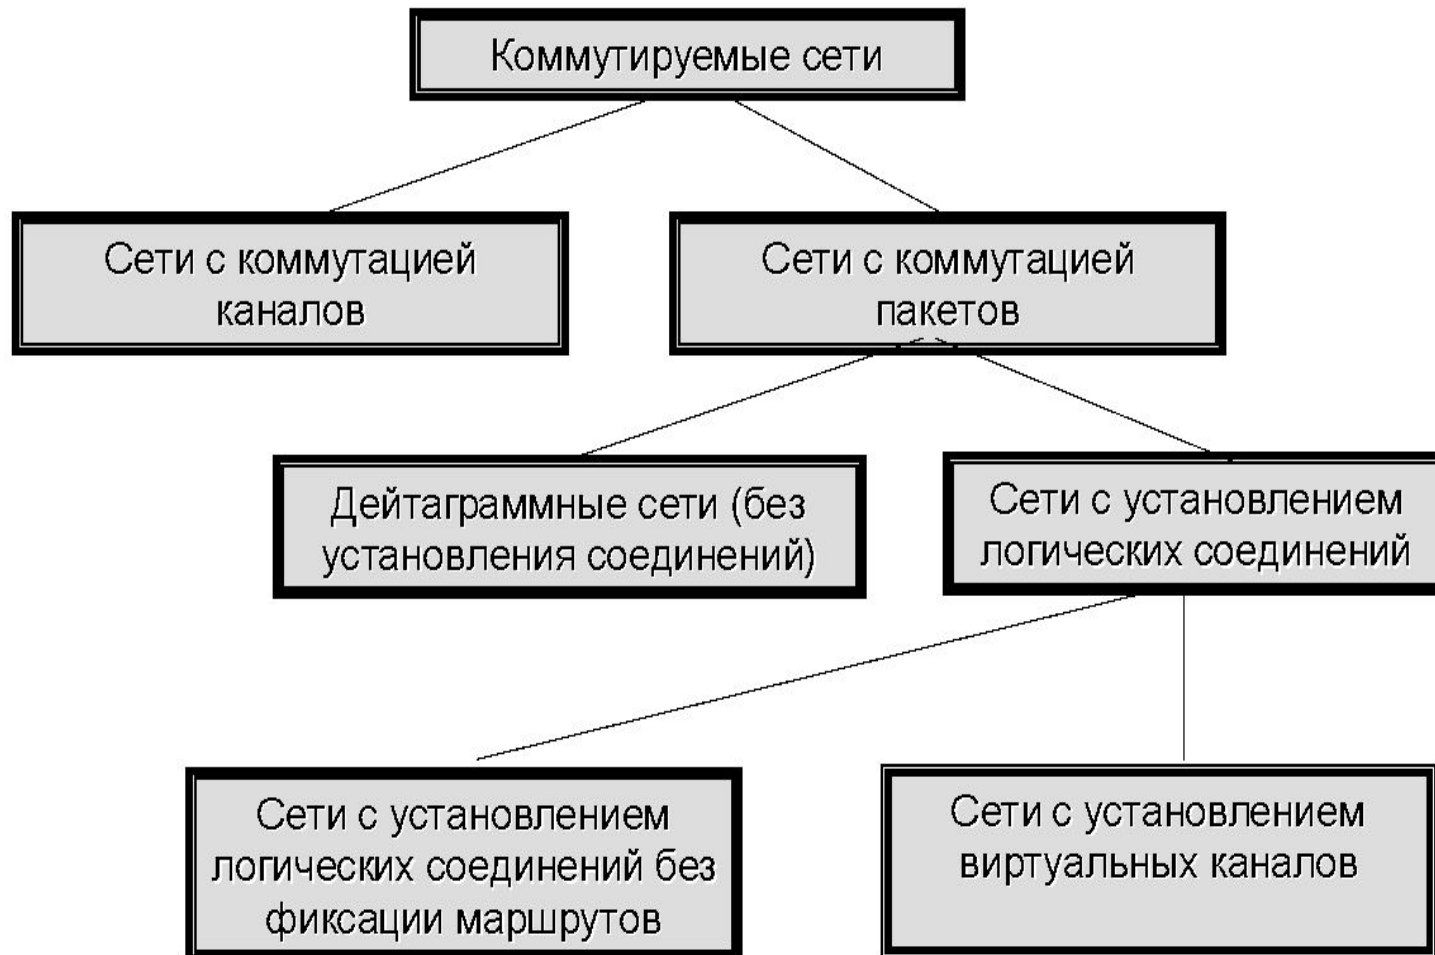 Коммутируемые сети
Сети с коммутацией
каналов
Сети с коммутацией
пакетов
Дейтаграммные сети (без
установления соединений)
Сети с установлением
логических соединений
Сети с установлением
логических соединений без
фиксации маршрутов
Сети с установлением
виртуальных каналов